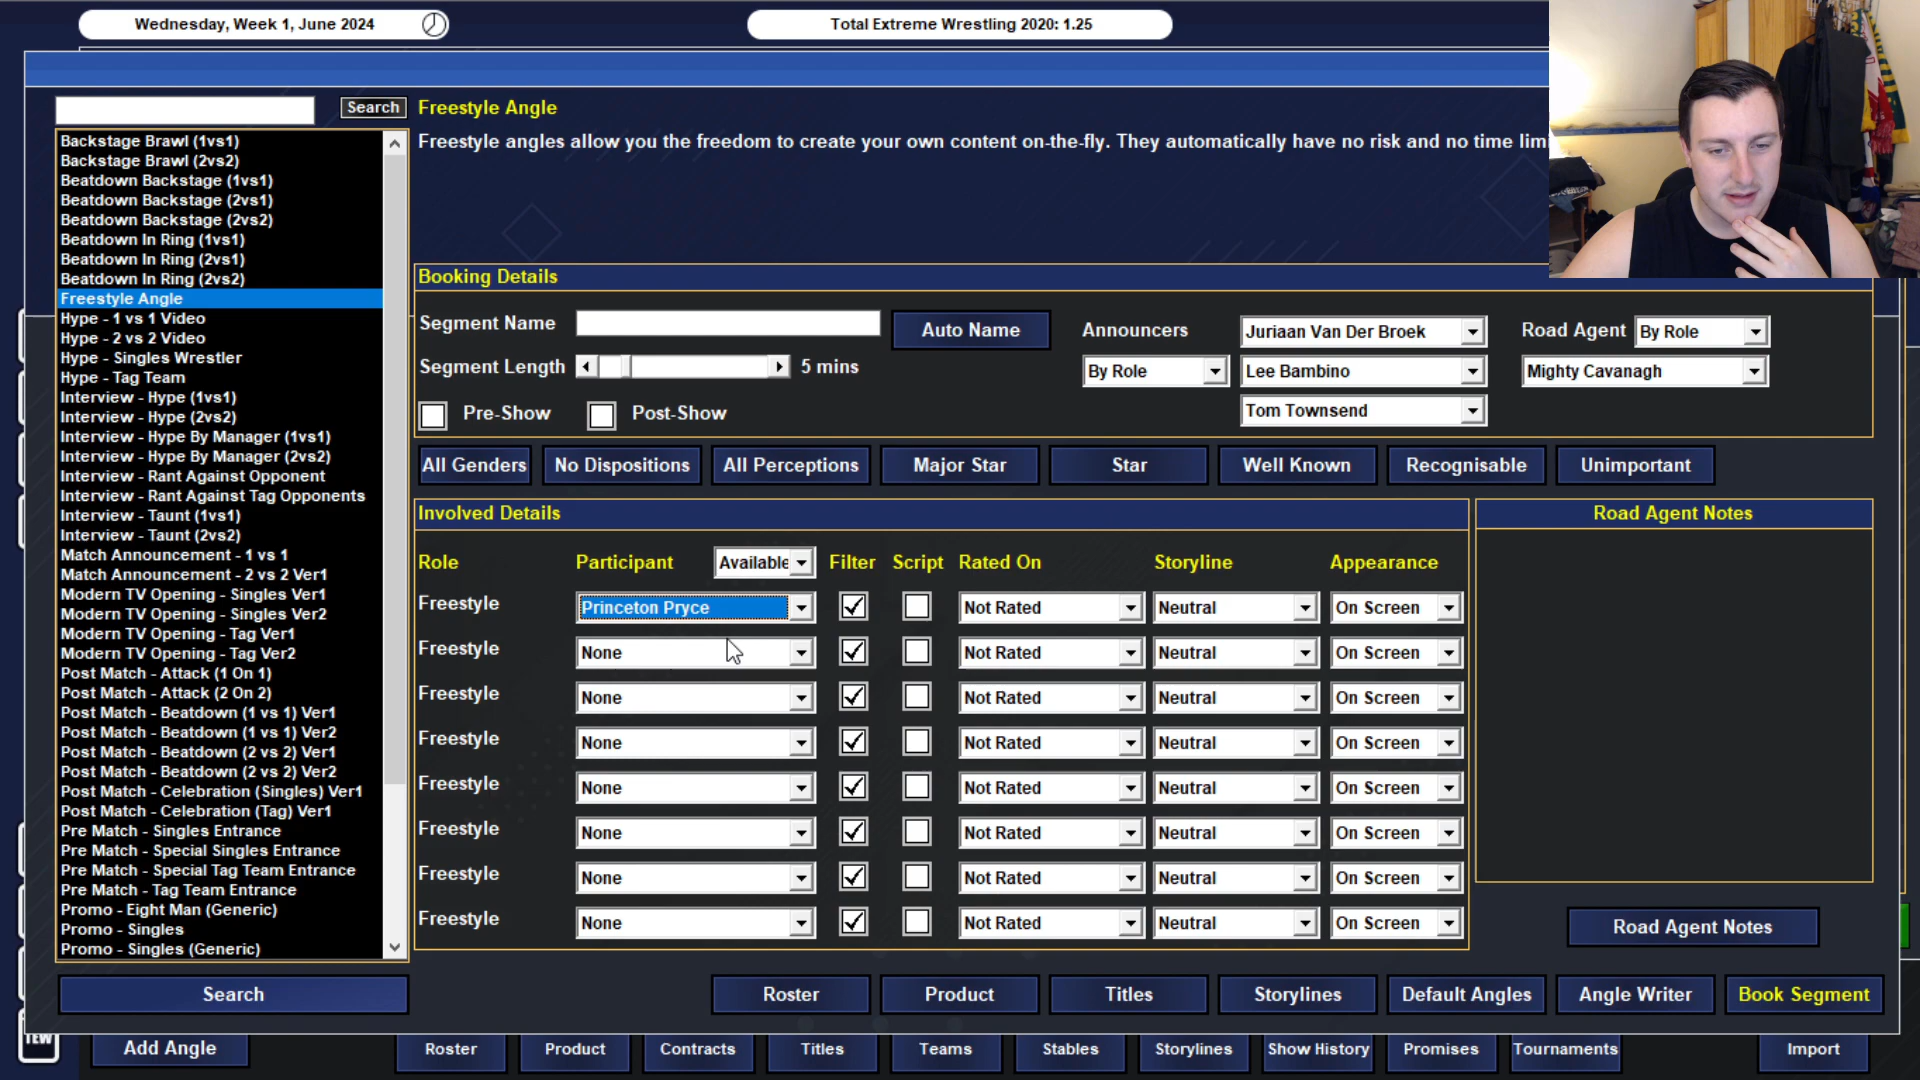 Wednesday, Week 1, June 2024
Total Extreme Wrestling 2020: 1.25
Search
Freestyle Angle
Freestyle angles allow you the freedom to create your own content on-the-fly. They automatically have no risk and no time
Backstage Brawl (1vs1)
Backstage Brawl (2vs2)
Beatdown Backstage (1vs1)
Beatdown Backstage (2vs1)
Beatdown Backstage (2vs2)
Beatdown In Ring (1vs1)
Beatdown In Ring (2vs1)
Beatdown In Ring (2vs2)
Freestyle Angle
Hype - 1 vs 1 Video
Hype - 2 vs 2 Video
Hype - Singles Wrestler
Hype - Tag Team
Interview - Hype (1vs1)
Interview - Hype (2vs2)
Interview - Hype By Manager (1vs1)
Interview - Hype By Manager (2vs2)
Interview - Rant Against Opponent
Interview - Rant Against Tag Opponents
Interview - Taunt (1vs1)
Interview - Taunt (2vs2)
Match Announcement - 1 vs 1
Match Announcement - 2 vs 2 Ver1
Modern TV Opening - Singles Ver1
Modern TV Opening - Singles Ver2
Modern TV Opening - Tag Ver1
Modern TV Opening - Tag Ver2
Post Match - Attack (1 On 1)
Post Match - Attack (2 On 2)
Post Match - Beatdown (1 vs 1) Ver1
Post Match - Beatdown (1 vs 1) Ver2
Post Match - Beatdown (2 vs 2) Ver1
Post Match - Beatdown (2 vs 2) Ver2
Post Match - Celebration (Singles) Ver1
Post Match - Celebration (Tag) Ver1
Pre Match - Singles Entrance
Pre Match - Special Singles Entrance
Pre Match - Special Tag Team Entrance
Pre Match - Tag Team Entrance
Promo - Eight Man (Generic)
Promo - Singles
Promo - Singles (Generic)
Search
Booking Details
Segment Name Auto Name Announcers Juriaan Van Der Broek Road Agent By Role
Segment Length 5 mins By Role Lee Bambino Mighty Cavanagh
Pre-Show Post-Show Tom Townsend
All Genders No Dispositions All Perceptions Major Star Star Well Known Recognisable Unimportant
Involved Details
Role Participant Available Filter Script Rated On Storyline Appearance
Freestyle Princeton Pryce Not Rated Neutral On Screen
Freestyle None Not Rated Neutral On Screen
Freestyle None Not Rated Neutral On Screen
Freestyle None Not Rated Neutral On Screen
Freestyle None Not Rated Neutral On Screen
Freestyle None Not Rated Neutral On Screen
Freestyle None Not Rated Neutral On Screen
Freestyle None Not Rated Neutral On Screen
Road Agent Notes
Road Agent Notes
Roster Product Titles Storylines Default Angles Angle Writer Book Segment
TEW
Add Angle Roster Product Contracts Titles Teams Stables Storylines Show History Promises Tournaments Import